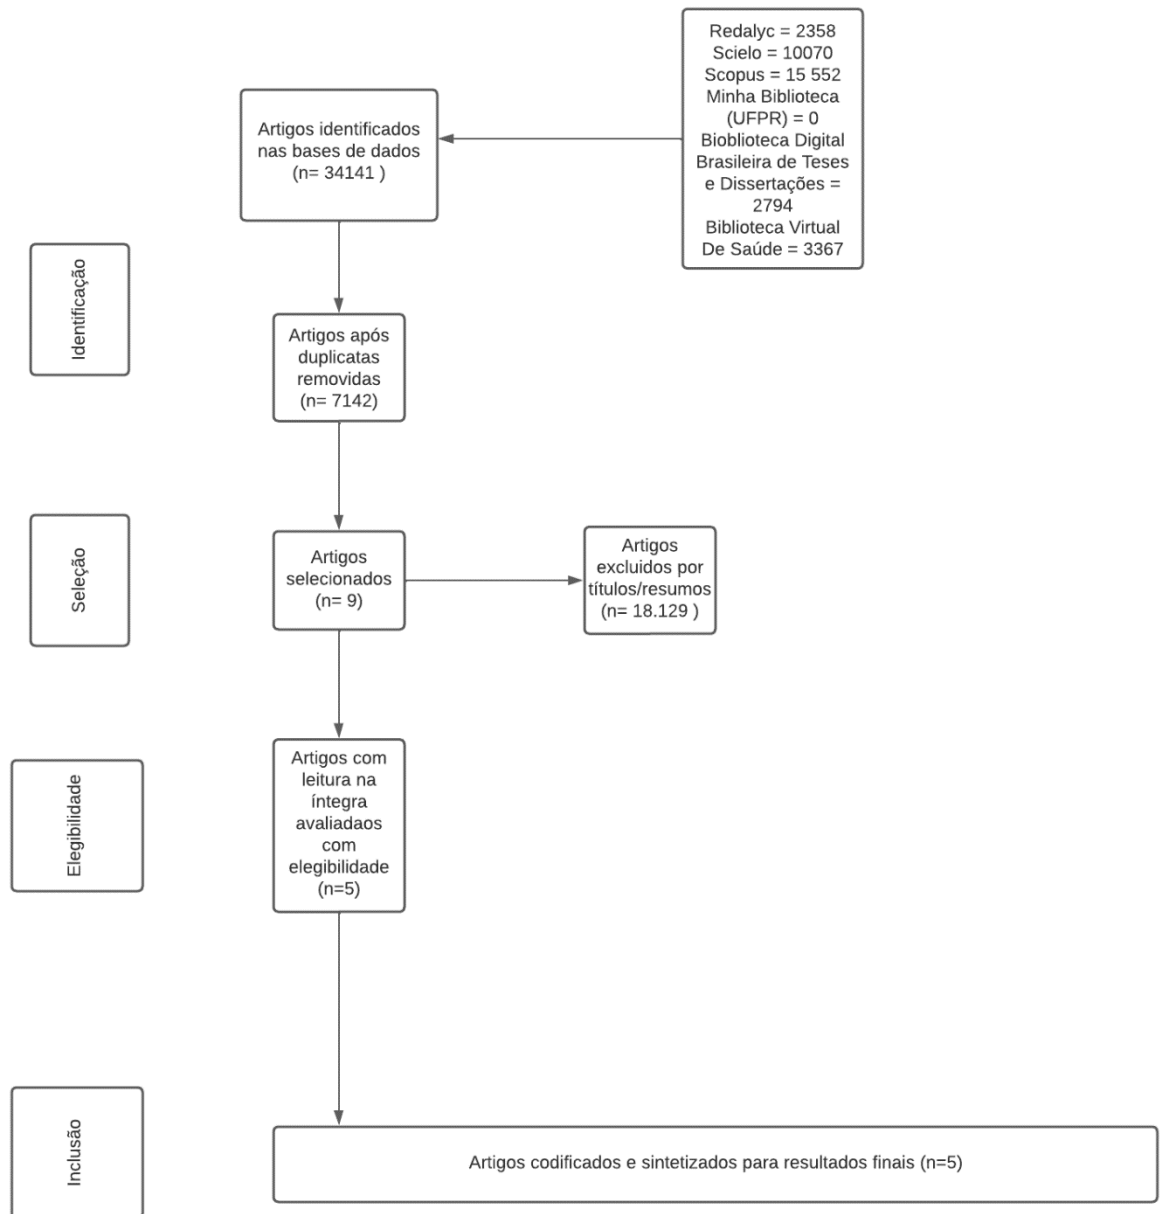 Redalyc = 2358
Scielo = 10070
Scopus = 15 552
Minha Biblioteca
(UFPR) = 0
Bioblioteca Digital
Brasileira de Teses
e Dissertações =
2794
Biblioteca Virtual
De Saúde = 3367
Artigos identificados
nas bases de dados
(n= 34141 )
Identificação
Artigos após
duplicatas
removidas
(n= 7142)
Seleção
Artigos
selecionados
(n= 9)
Artigos
excluidos por
títulos/resumos
(n= 18.129 )
Elegibilidade
Artigos com
leitura na
íntegra
avaliadaos
com
elegibilidade
(n=5)
Inclusão
Artigos codificados e sintetizados para resultados finais (n=5)